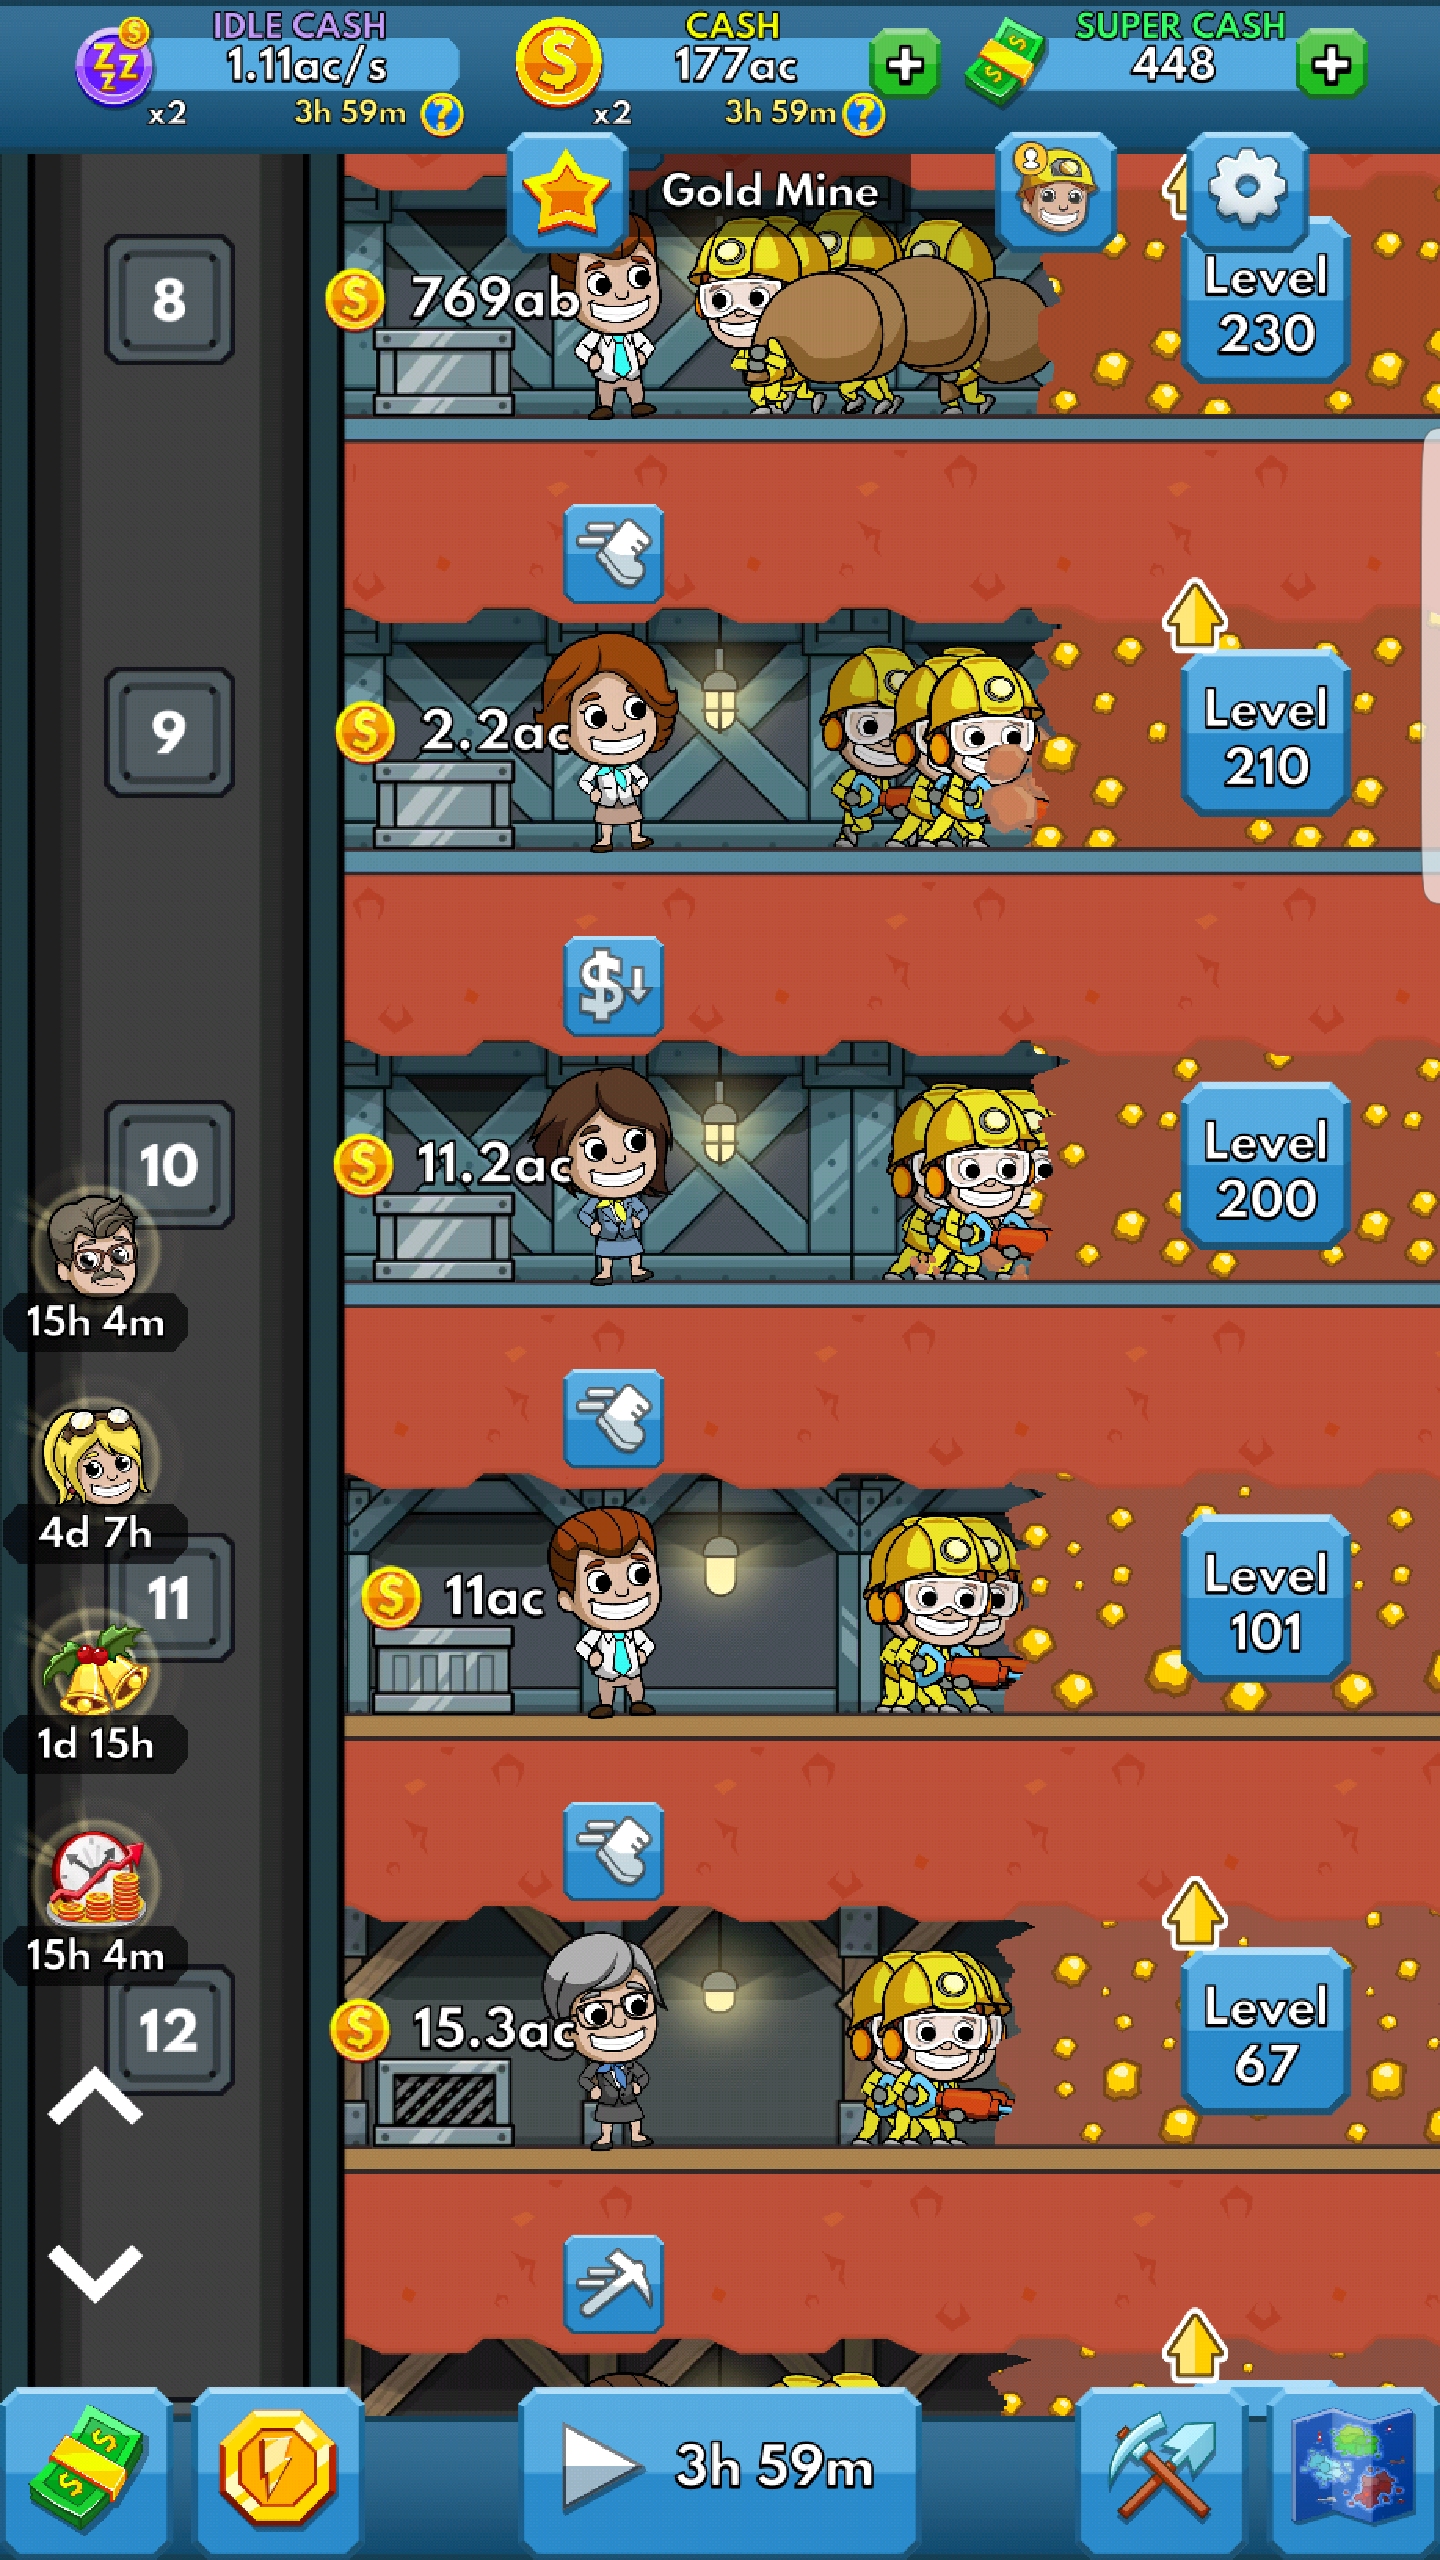 IDLE CASH
1.11ac/s
x2 3h 59m ?
CASH
177ac
x2 3h 59m ?
SUPER CASH
448
Gold Mine
8
769ab
Level
230
9
2.2ac
Level
210
10
11.2ac
Level
200
15h 4m
4d 7h
11
11ac
Level
101
1d 15h
15h 4m
12
15.3ac
Level
67
3h 59m